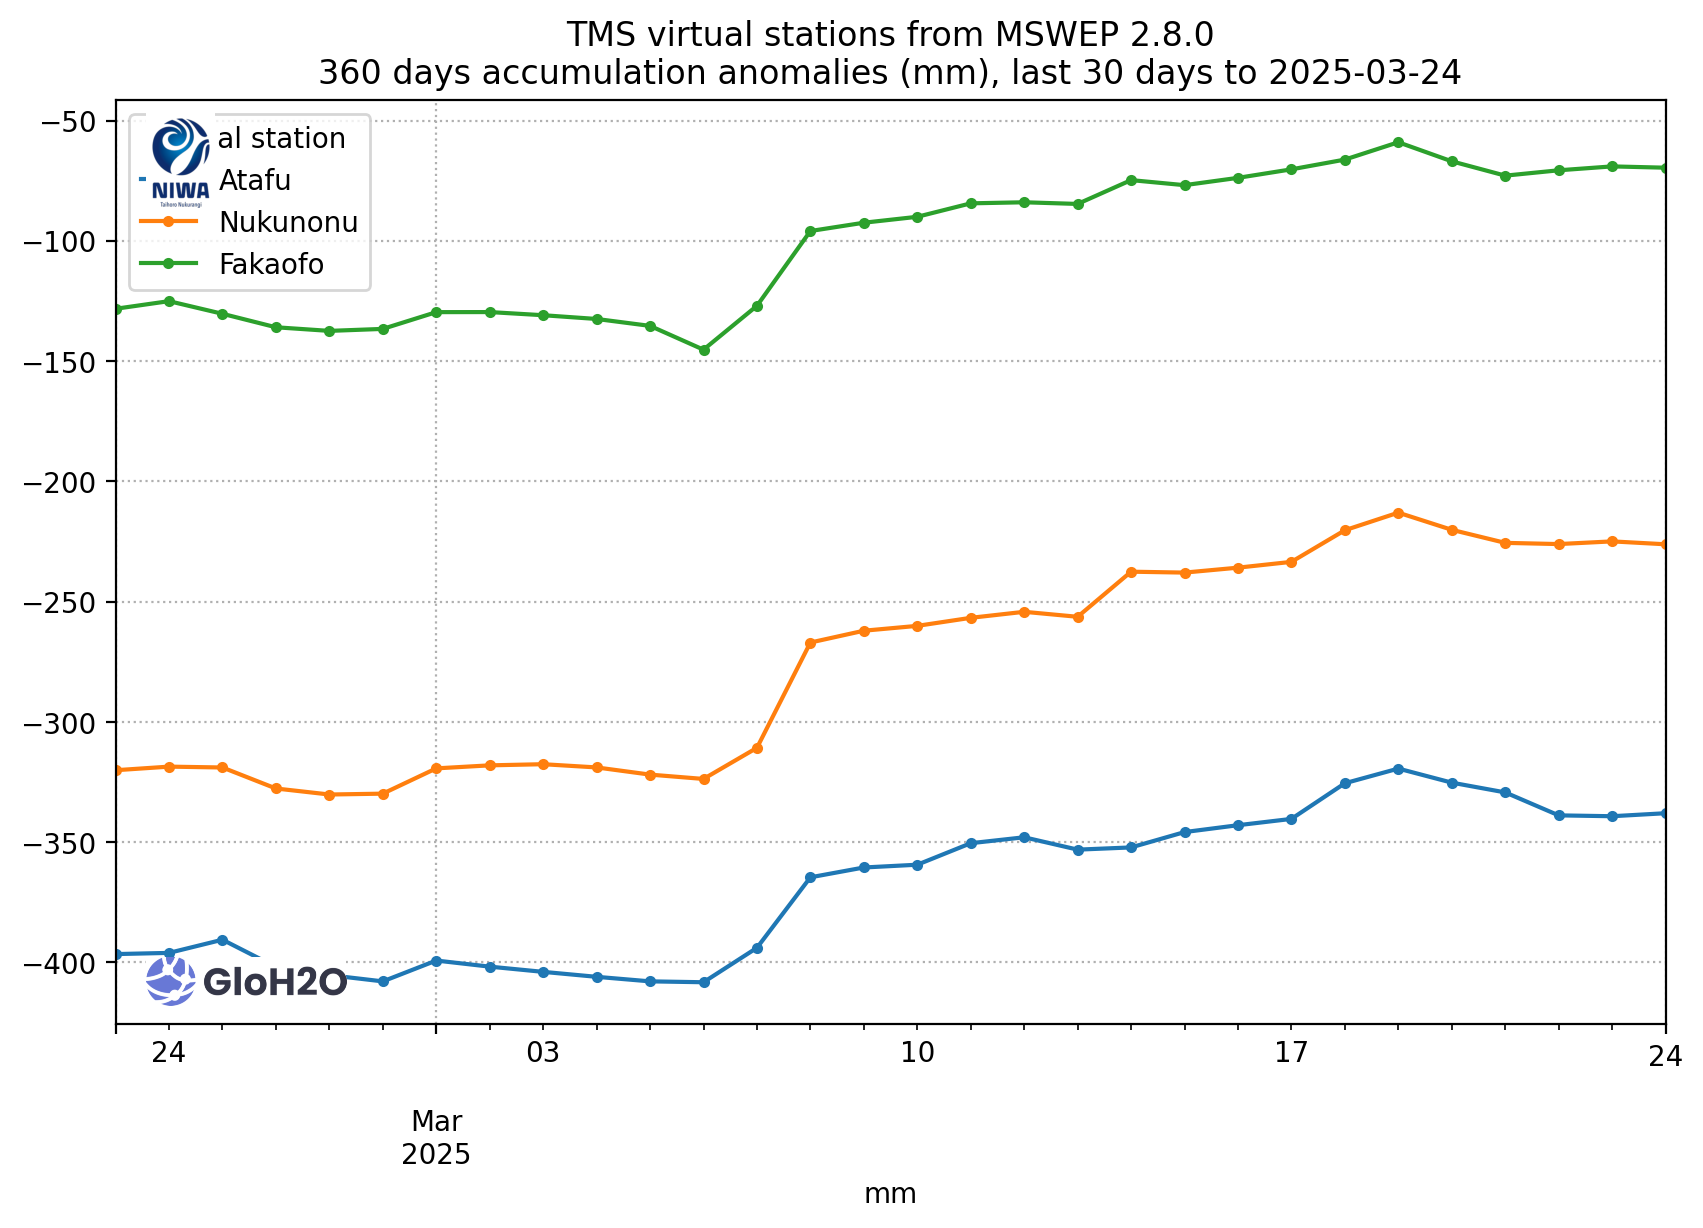 TMS virtual stations from MSWEP 2.8.0
360 days accumulation anomalies (mm), last 30 days to 2025-03-24
−50
−100
−150
−200
−250
−300
−350
−400
al station
Atafu
Nukunonu
Fakaofo
NIWA
Taihoro Nukurangi
GloH2O
24
03
10
17
24
Mar
2025
mm